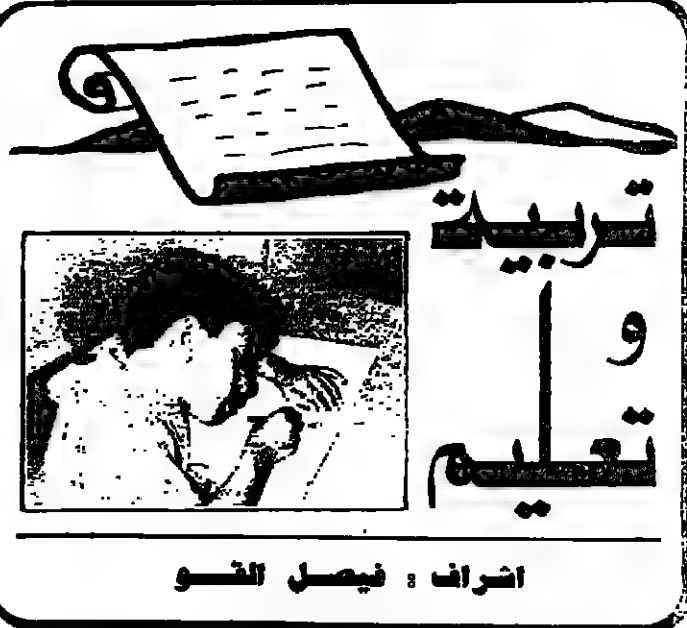 تربية
و
تعليم
اشراف : فيصل القو